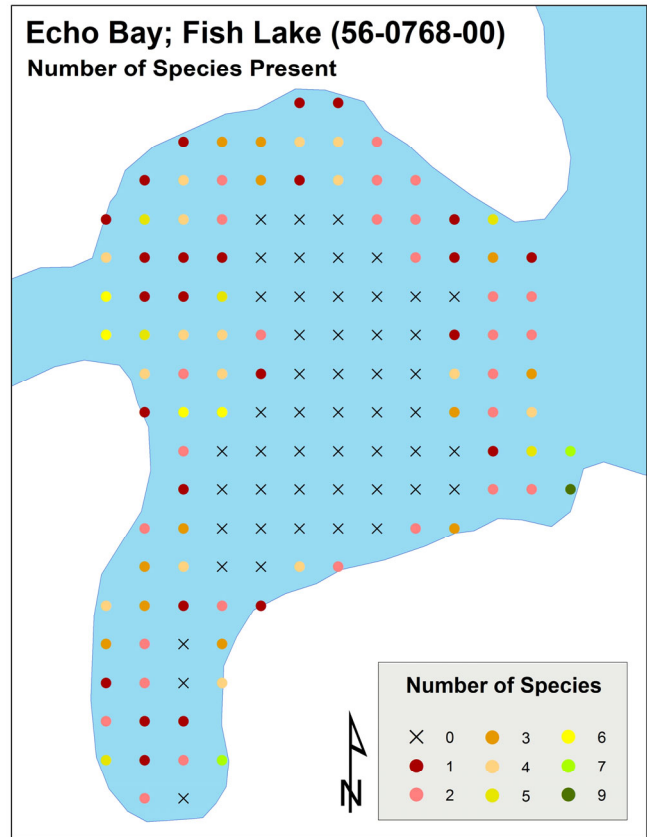 Echo Bay; Fish Lake (56-0768-00)
Number of Species Present
Number of Species
0 3 6
1 4 7
2 5 9
N